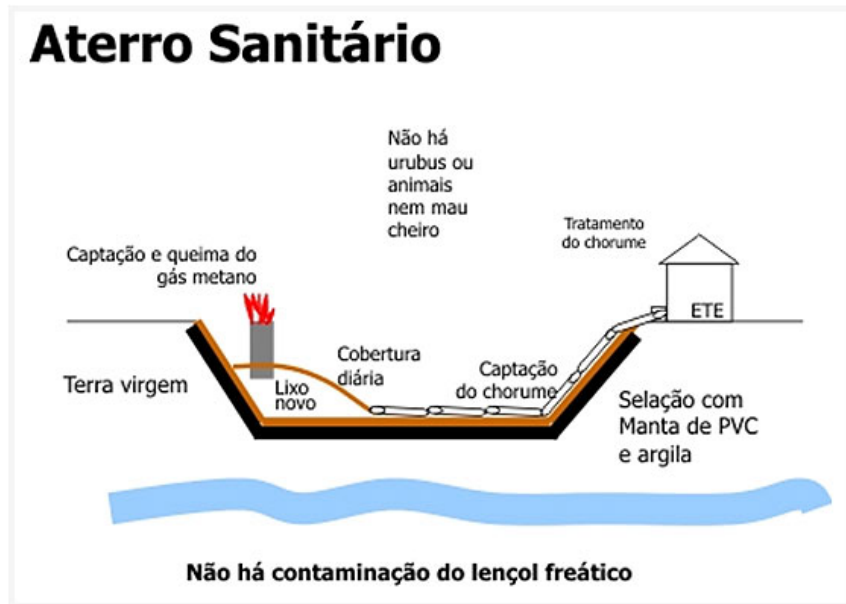 Aterro Sanitário
Não há
urubus ou
animais
nem mau
cheiro
Tratamento
do chorume
Captação e queima do
gás metano
ETE
Cobertura
diária
Captação
do chorume
Terra virgem
Lixo
novo
Selação com
Manta de PVC
e argila
Não há contaminação do lençol freático